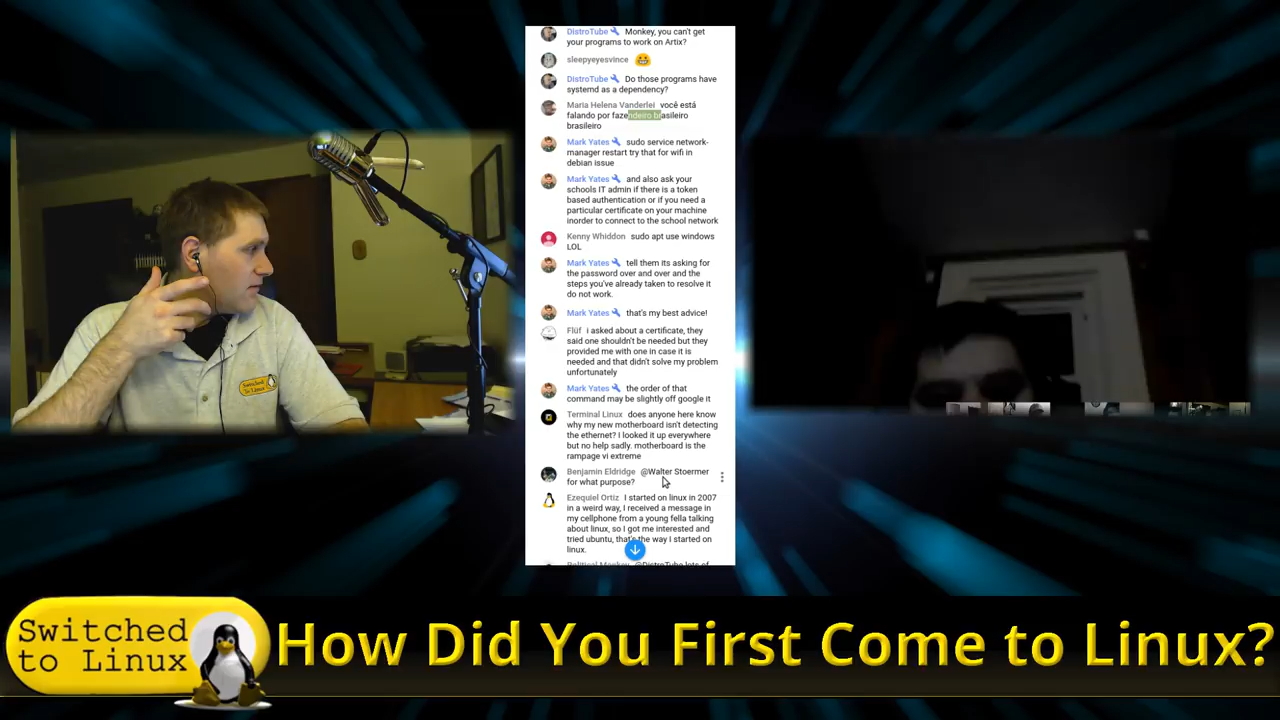 DistroTube Monkey, you can't get
your programs to work on Artix?
sleepyeyesvince
DistroTube Do those programs have
systemd as a dependency?
Maria Helena Vanderlei você está
falando por fazendeiro brasileiro
brasileiro
Mark Yates sudo service network-
manager restart try that for wifi in
debian issue
Mark Yates and also ask your
schools IT admin if there is a token
based authentication or if you need a
particular certificate on your machine
inorder to connect to the school network
Kenny Whiddon sudo apt use windows
LOL
Mark Yates tell them its asking for
the password over and over and the
steps you've already taken to resolve it
do not work.
Mark Yates that's my best advice!
Flüf i asked about a certificate, they
said one shouldn't be needed but they
provided me with one in case it is
needed and that didn't solve my problem
unfortunately
Mark Yates the order of that
command may be slightly off google it
Terminal Linux does anyone here know
why my new motherboard isn't detecting
the ethernet? I looked it up everywhere
but no help sadly. motherboard is the
rampage vi extreme
Benjamin Eldridge @Walter Stoermer
for what purpose?
Ezequiel Ortiz I started on linux in 2007
in a weird way, I received a message in
my cellphone from a young fella talking
about linux, so I got me interested and
tried ubuntu, that's the way i started on
linux.
Political Monkey @DistroTube lots of
Switched
to Linux
Switched
to Linux
How Did You First Come to Linux?